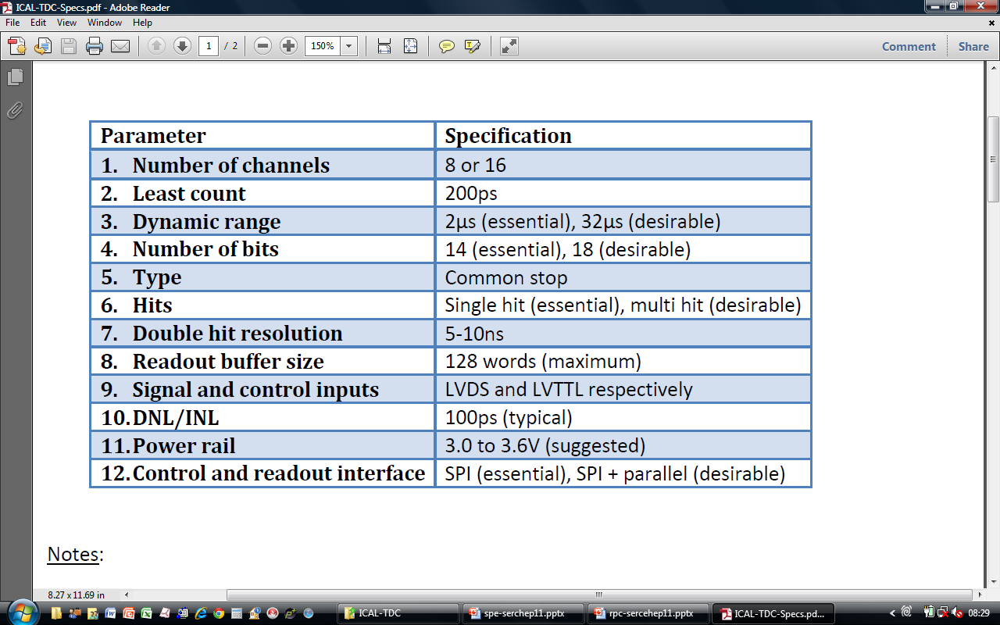 ICAL-TDC-Specs.pdf - Adobe Reader
File Edit View Window Help
1 / 2 150% Comment Share
Parameter Specification
1. Number of channels 8 or 16
2. Least count 200ps
3. Dynamic range 2µs (essential), 32µs (desirable)
4. Number of bits 14 (essential), 18 (desirable)
5. Type Common stop
6. Hits Single hit (essential), multi hit (desirable)
7. Double hit resolution 5-10ns
8. Readout buffer size 128 words (maximum)
9. Signal and control inputs LVDS and LVTTL respectively
10. DNL/INL 100ps (typical)
11. Power rail 3.0 to 3.6V (suggested)
12. Control and readout interface SPI (essential), SPI + parallel (desirable)
Notes:
8.27 x 11.69 in
ICAL-TDC spe-serchep11.pptx rpc-sercehep11.pptx ICAL-TDC-Specs.pd... 08:29